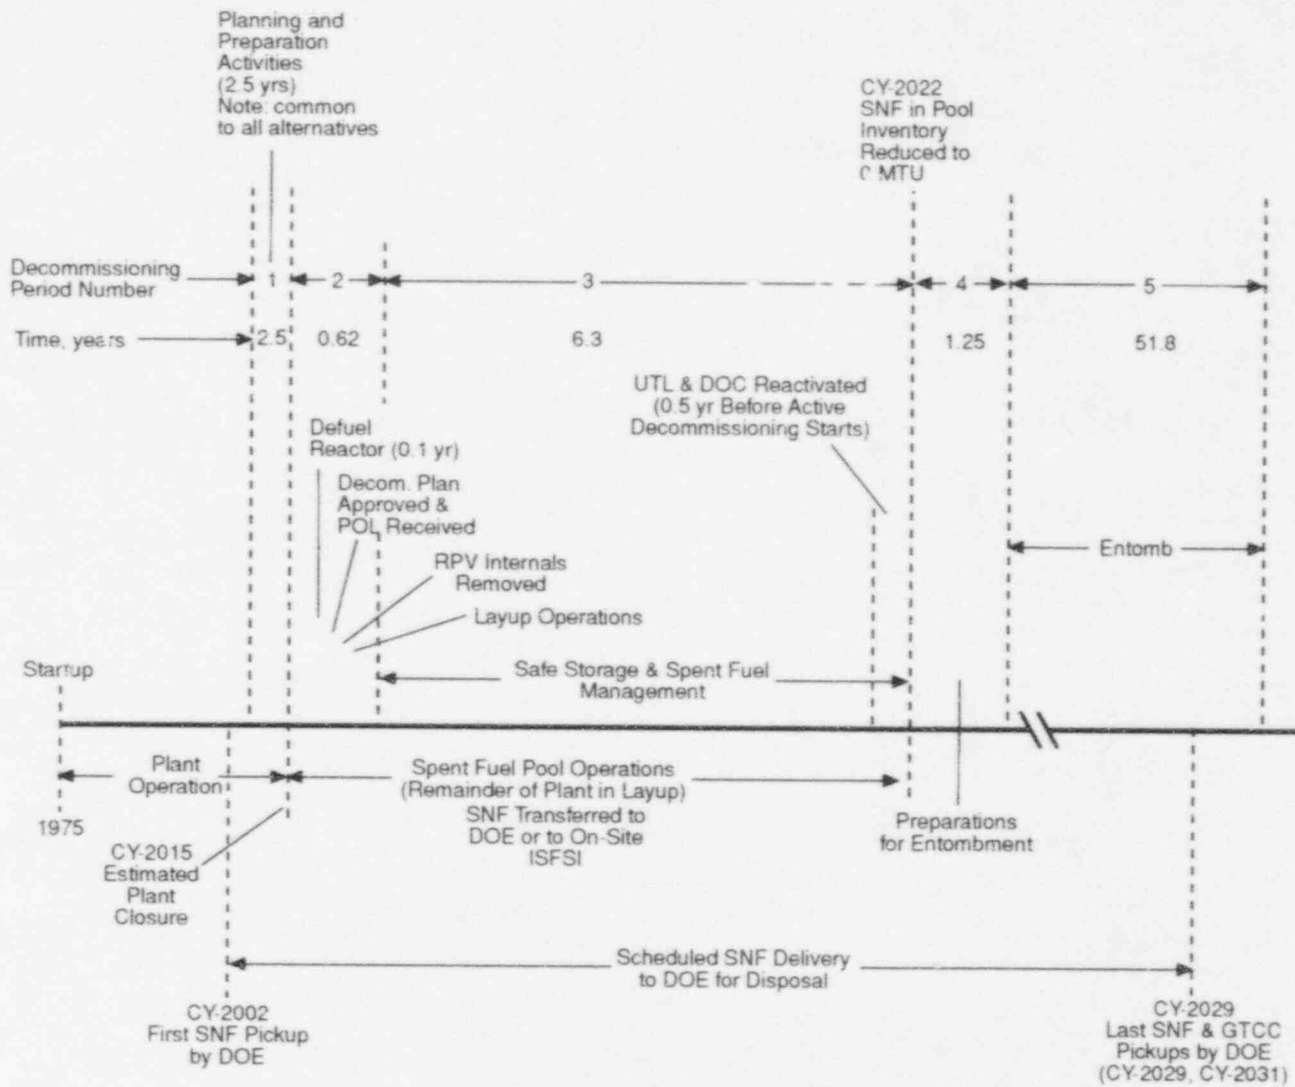 Planning and
Preparation
Activities
(2.5 yrs)
Note: common
to all alternatives
CY-2022
SNF in Pool
Inventory
Reduced to
0 MTU
Decommissioning
Period Number
1
2
3
4
5
Time, years
2.5
0.62
6.3
1.25
51.8
UTL & DOC Reactivated
(0.5 yr Before Active
Decommissioning Starts)
Defuel
Reactor (0.1 yr)
Decom. Plan
Approved &
POL Received
RPV Internals
Removed
Layup Operations
Entomb
Startup
Safe Storage & Spent Fuel
Management
Plant
Operation
Spent Fuel Pool Operations
(Remainder of Plant in Layup)
SNF Transferred to
DOE or to On-Site
ISFSI
1975
Preparations
for Entombment
CY-2015
Estimated
Plant
Closure
Scheduled SNF Delivery
to DOE for Disposal
CY-2002
First SNF Pickup
by DOE
CY-2029
Last SNF & GTCC
Pickups by DOE
(CY-2029, CY-2031)